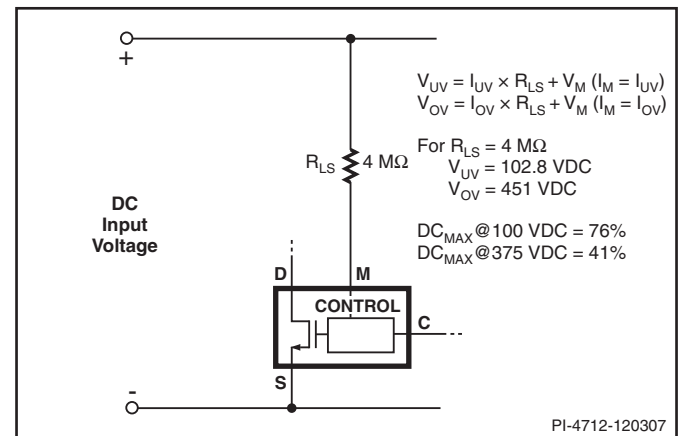 +
V_UV = I_UV × R_LS + V_M (I_M = I_UV)
V_OV = I_OV × R_LS + V_M (I_M = I_OV)
For R_LS = 4 MΩ
V_UV = 102.8 VDC
V_OV = 451 VDC
DC_MAX@100 VDC = 76%
DC_MAX@375 VDC = 41%
R_LS 4 MΩ
DC
Input
Voltage
D M
CONTROL
C
S
-
PI-4712-120307